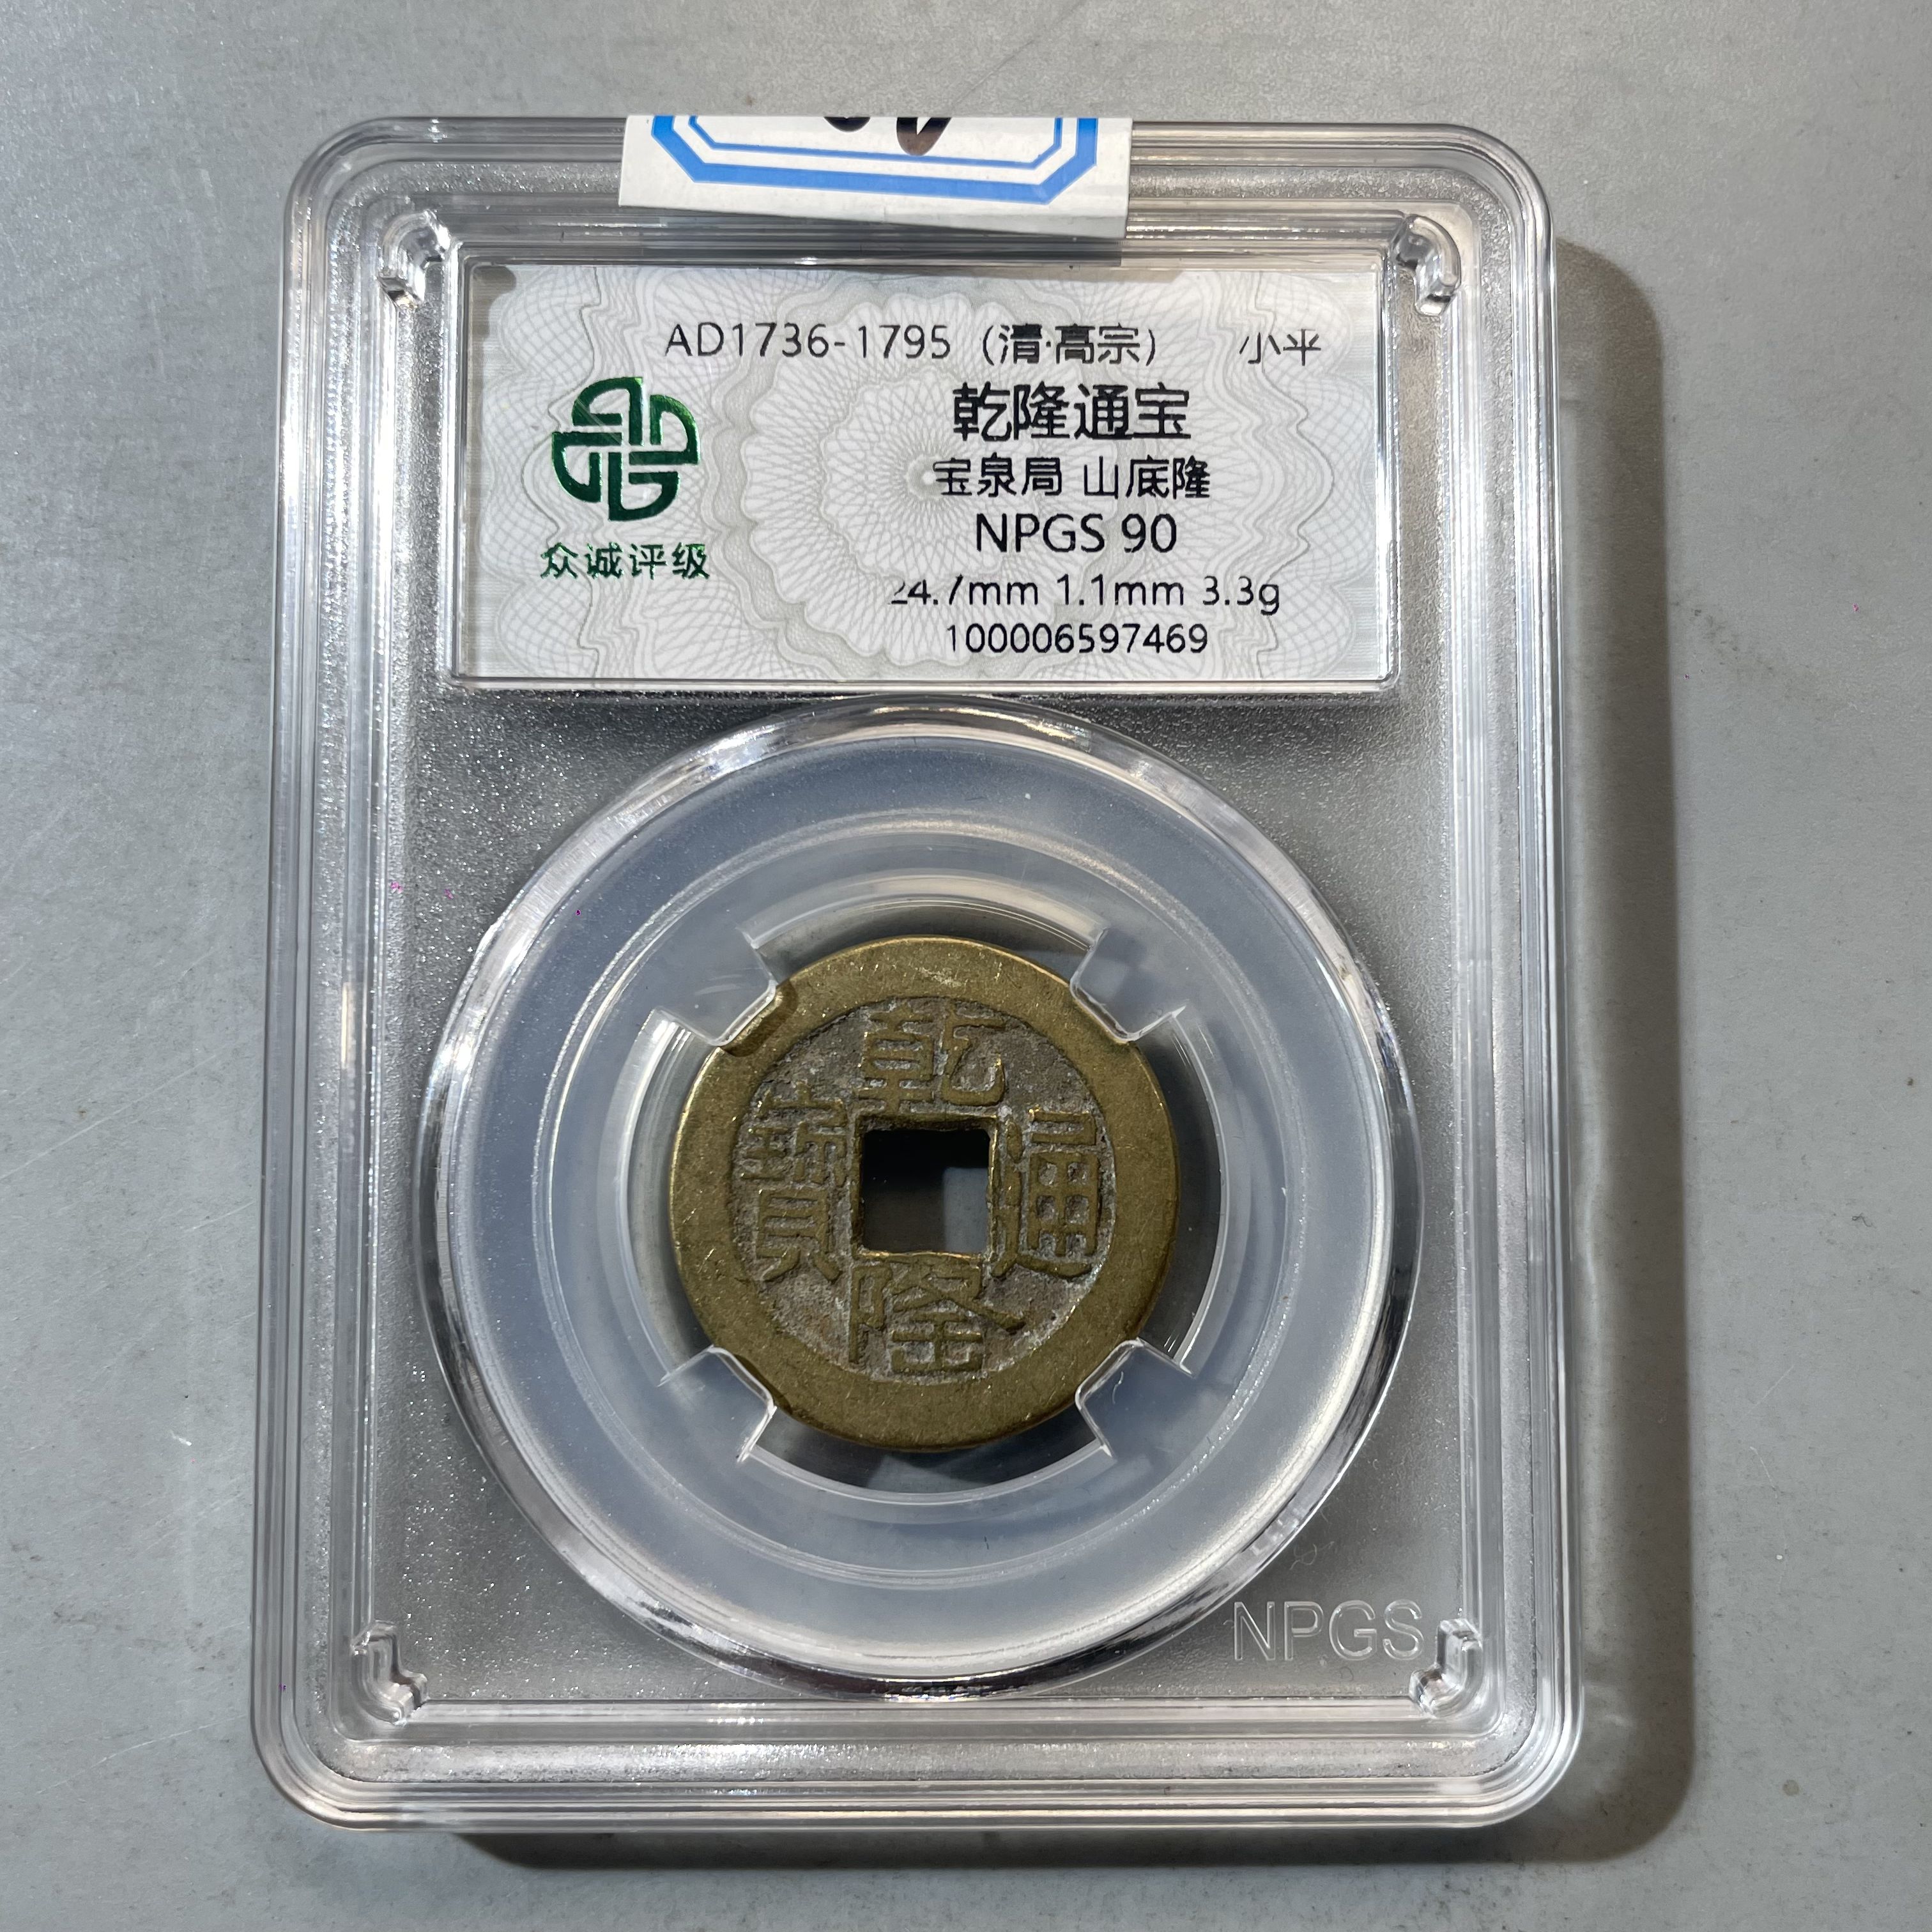 AD1736-1795（清·高宗） 小平
乾隆通宝
宝泉局 山底隆
NPGS 90
24.7mm 1.1mm 3.3g
100006597469
众诚评级
乾隆通寶
NPGS